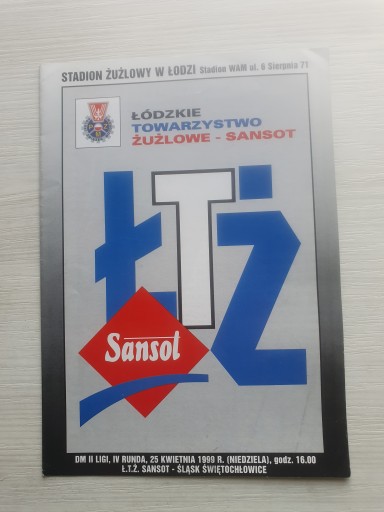 STADION ŻUŻLOWY W ŁODZI Stadion WAM ul. 6 Sierpnia 71
ŁÓDZKIE
TOWARZYSTWO
ŻUŻLOWE - SANSOT
ŁTŻ
Sansot
DM II LIGI, IV RUNDA, 25 KWIETNIA 1999 R. (NIEDZIELA), godz. 16.00
Ł.T.Ż. SANSOT - ŚLĄSK ŚWIĘTOCHŁOWICE